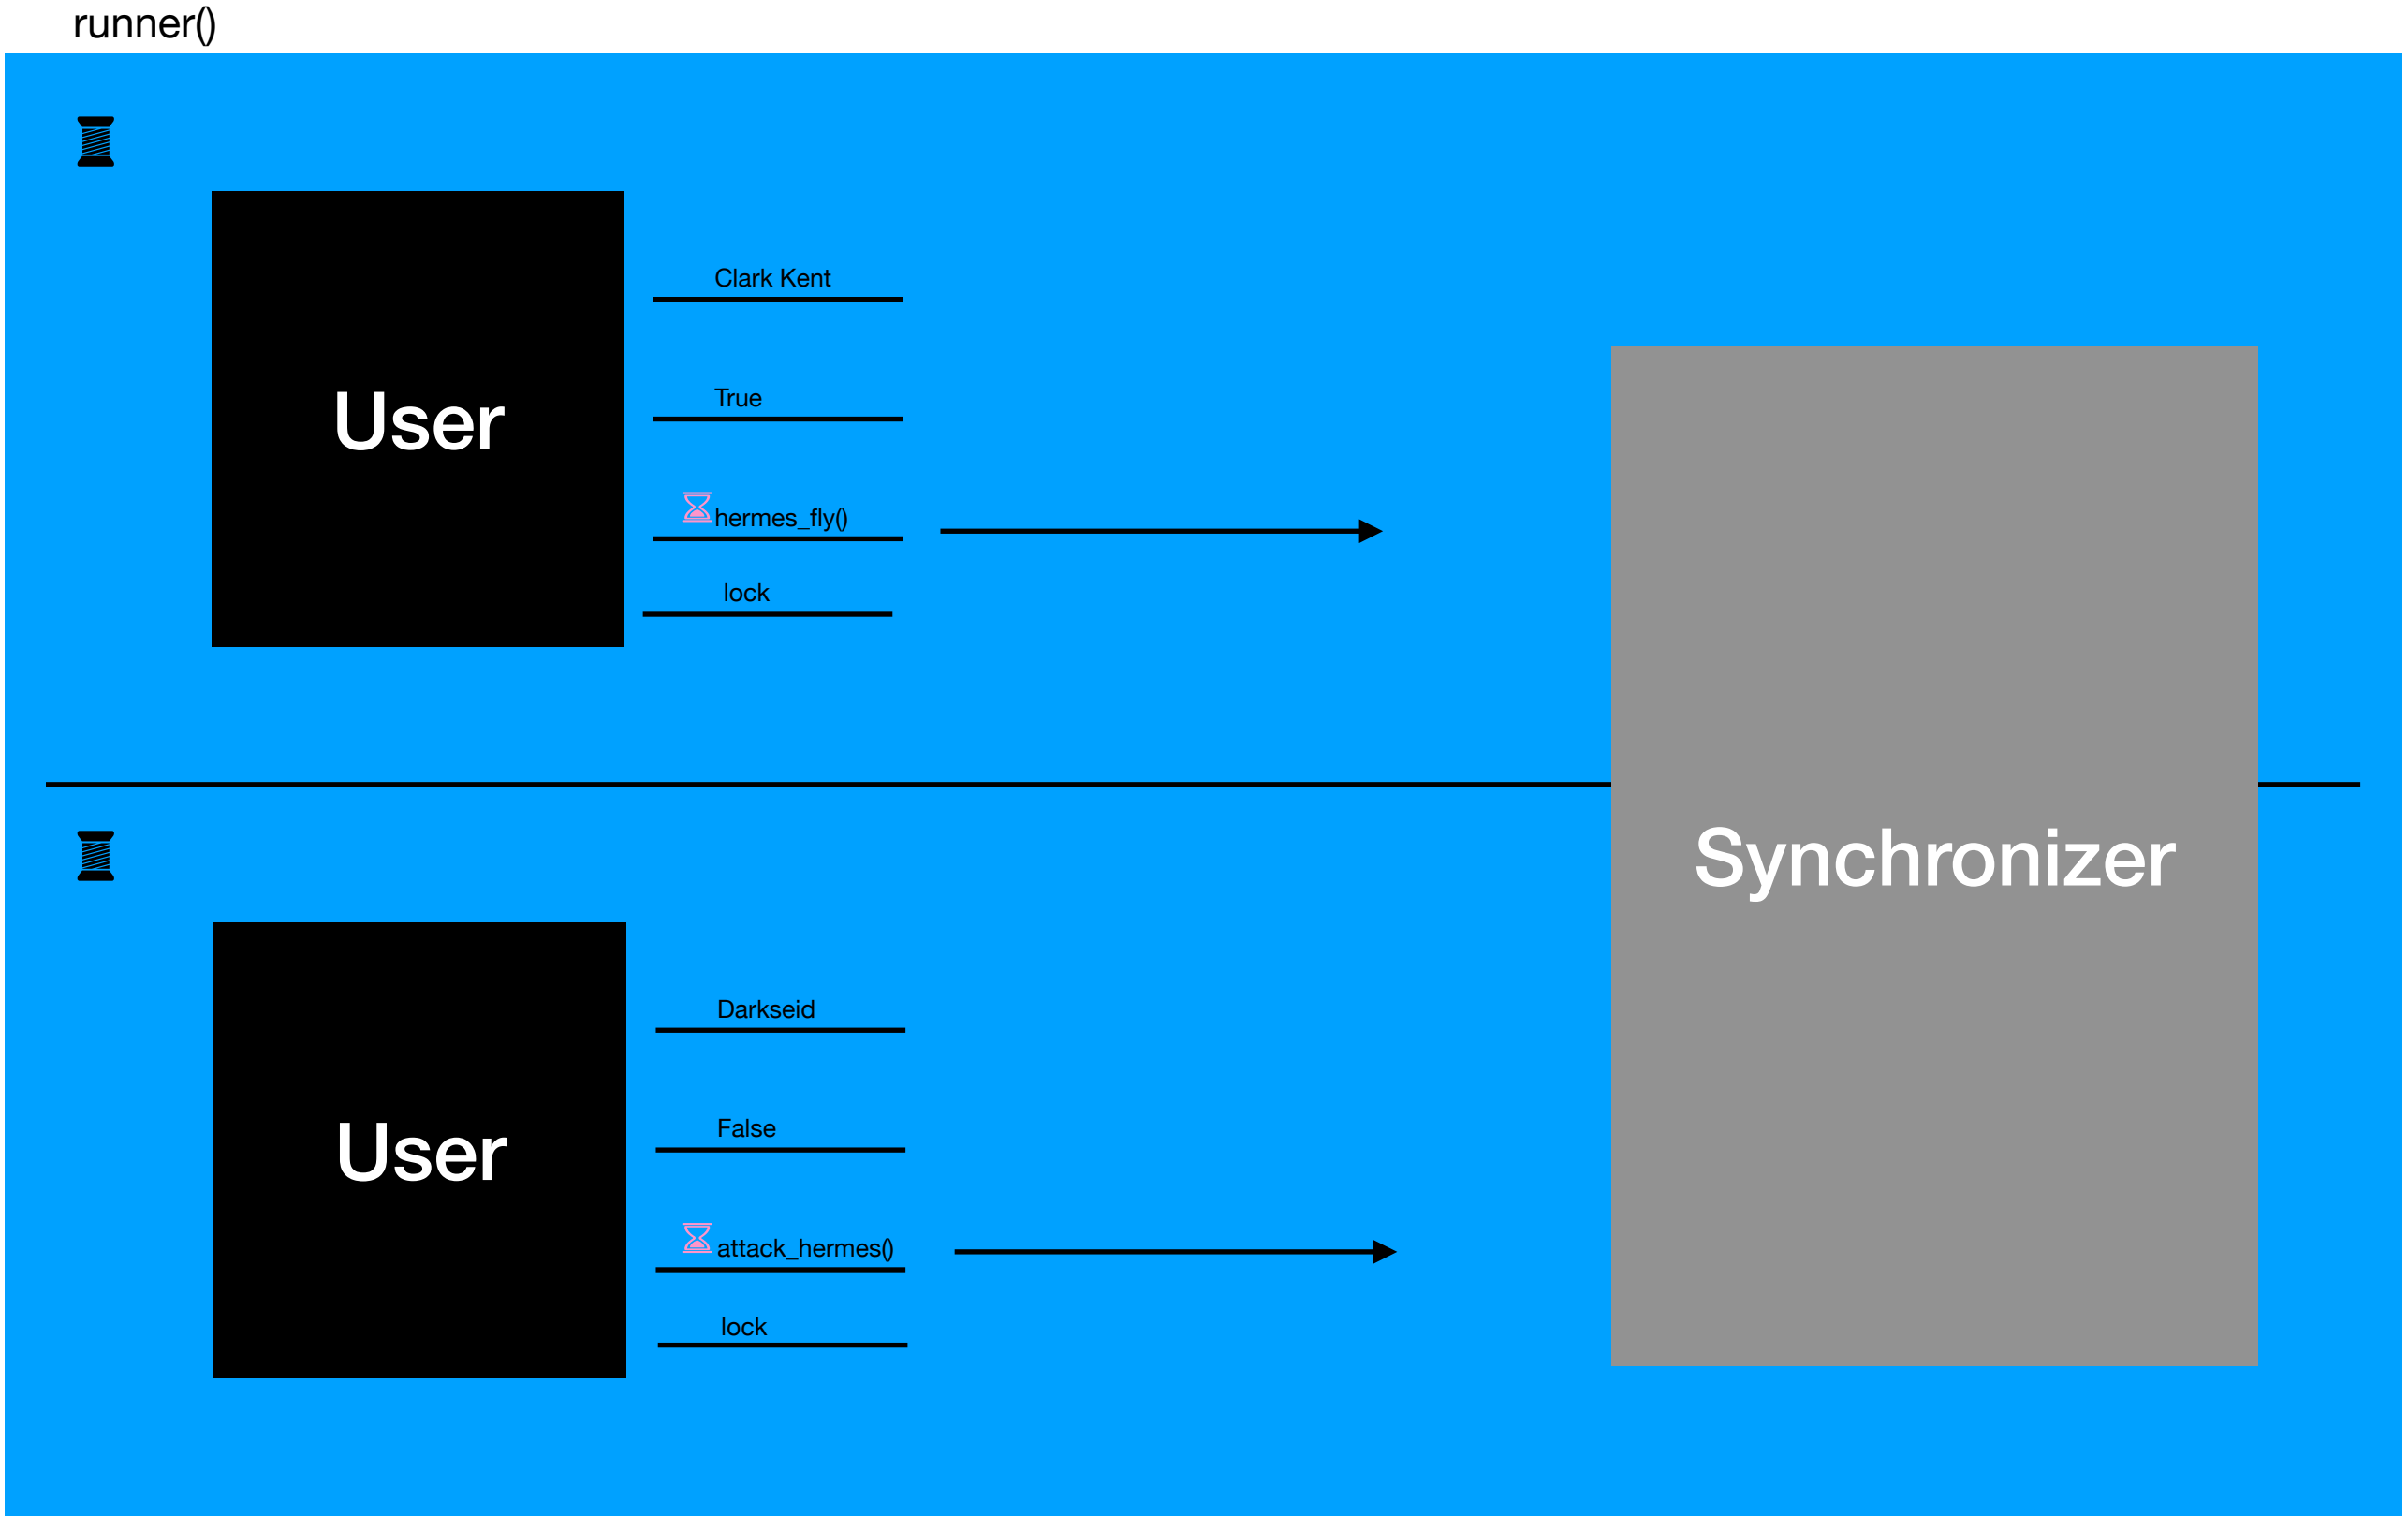 runner()
Clark Kent
True
User
hermes_fly()
lock
Synchronizer
Darkseid
False
User
attack_hermes()
lock